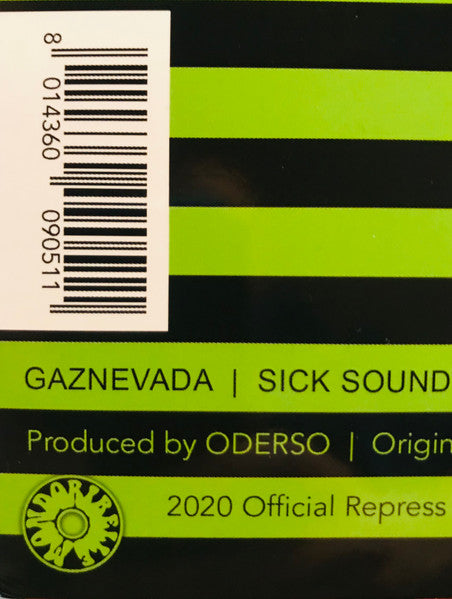 8 014360 090511
GAZNEVADA | SICK SOUND
Produced by ODERSO | Origin
2020 Official Repress